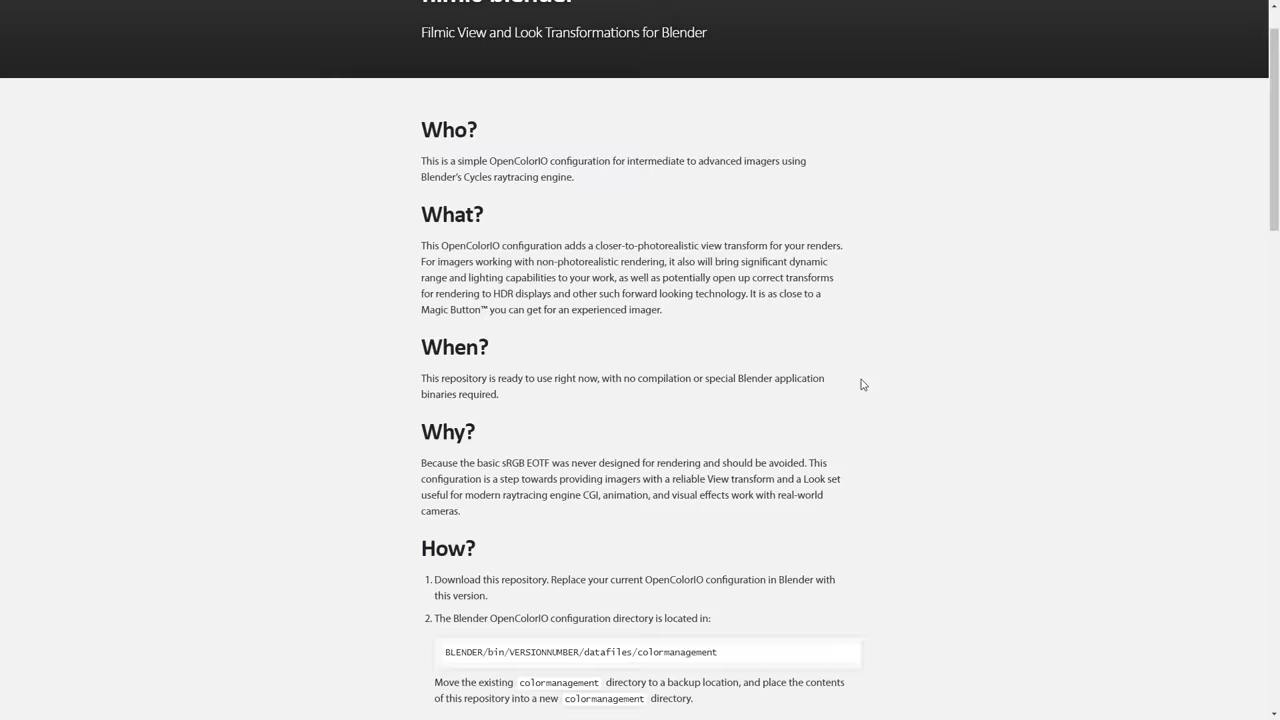 filmic-blender
Filmic View and Look Transformations for Blender
Who?
This is a simple OpenColorIO configuration for intermediate to advanced imagers using
Blender's Cycles raytracing engine.
What?
This OpenColorIO configuration adds a closer-to-photorealistic view transform for your renders.
For imagers working with non-photorealistic rendering, it also will bring significant dynamic
range and lighting capabilities to your work, as well as potentially open up correct transforms
for rendering to HDR displays and other such forward looking technology. It is as close to a
Magic Button™ you can get for an experienced imager.
When?
This repository is ready to use right now, with no compilation or special Blender application
binaries required.
Why?
Because the basic sRGB EOTF was never designed for rendering and should be avoided. This
configuration is a step towards providing imagers with a reliable View transform and a Look set
useful for modern raytracing engine CGI, animation, and visual effects work with real-world
cameras.
How?
1. Download this repository. Replace your current OpenColorIO configuration in Blender with
this version.
2. The Blender OpenColorIO configuration directory is located in:
BLENDER/bin/VERSIONNUMBER/datafiles/colormanagement
Move the existing colormanagement directory to a backup location, and place the contents
of this repository into a new colormanagement directory.